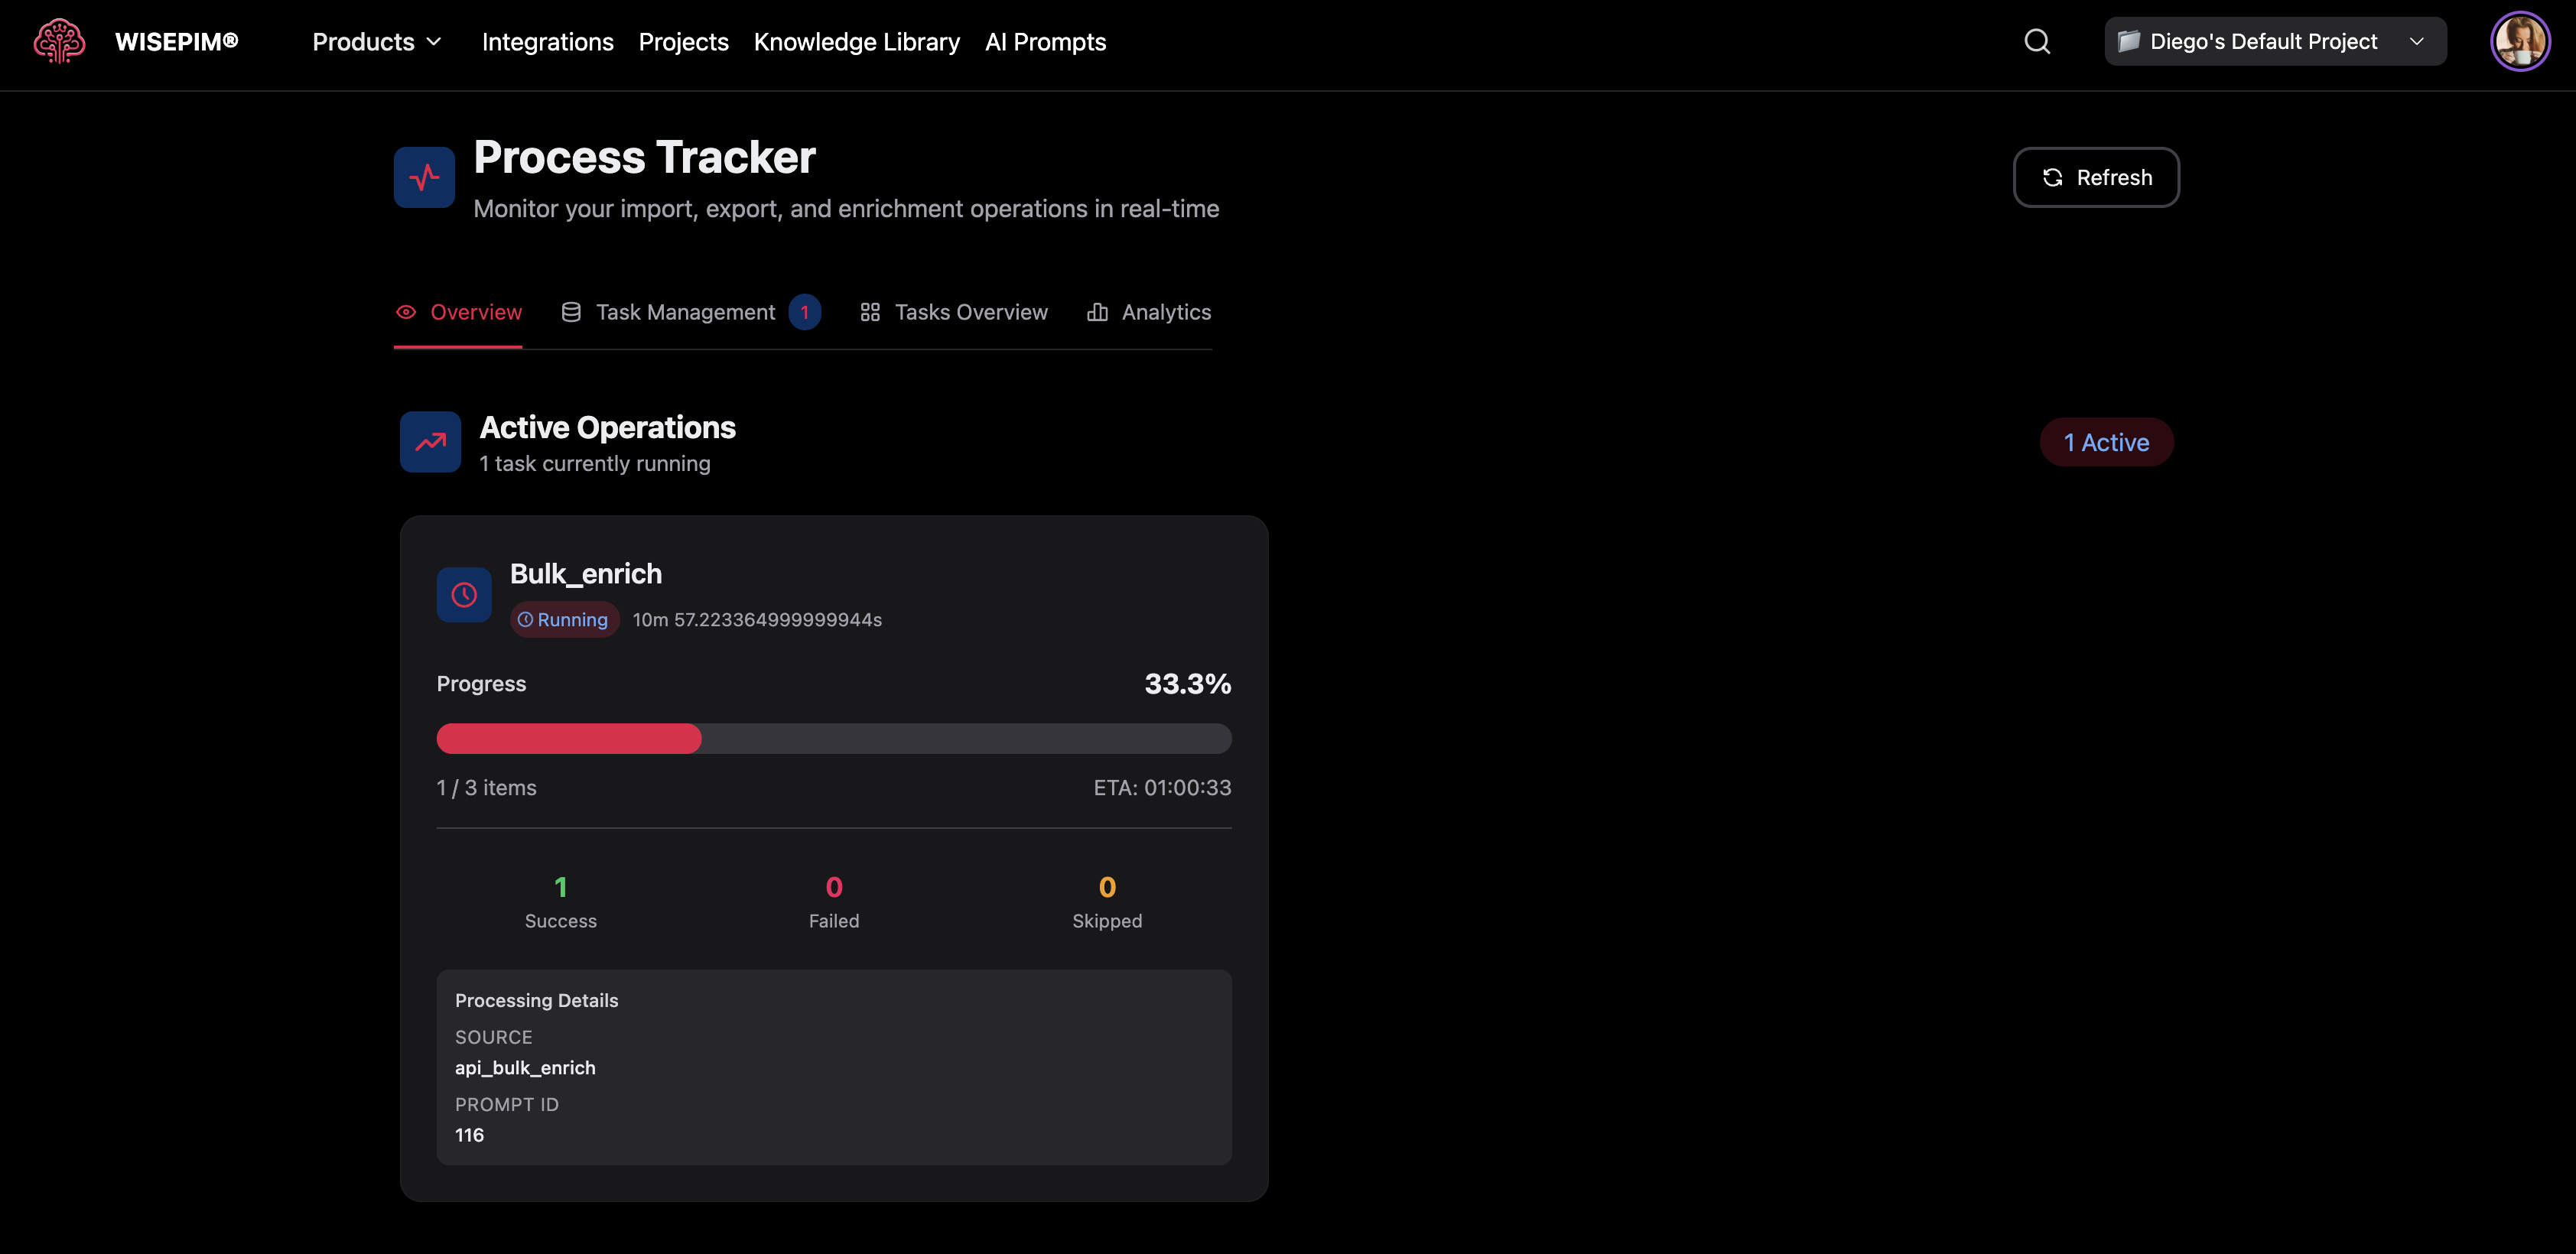 WISEPIM® Products Integrations Projects Knowledge Library AI Prompts Diego's Default Project
Process Tracker
Monitor your import, export, and enrichment operations in real-time
Refresh
Overview Task Management 1 Tasks Overview Analytics
Active Operations
1 task currently running
1 Active
Bulk_enrich
Running 10m 57.223364999999944s
Progress 33.3%
1 / 3 items ETA: 01:00:33
1 0 0
Success Failed Skipped
Processing Details
SOURCE
api_bulk_enrich
PROMPT ID
116